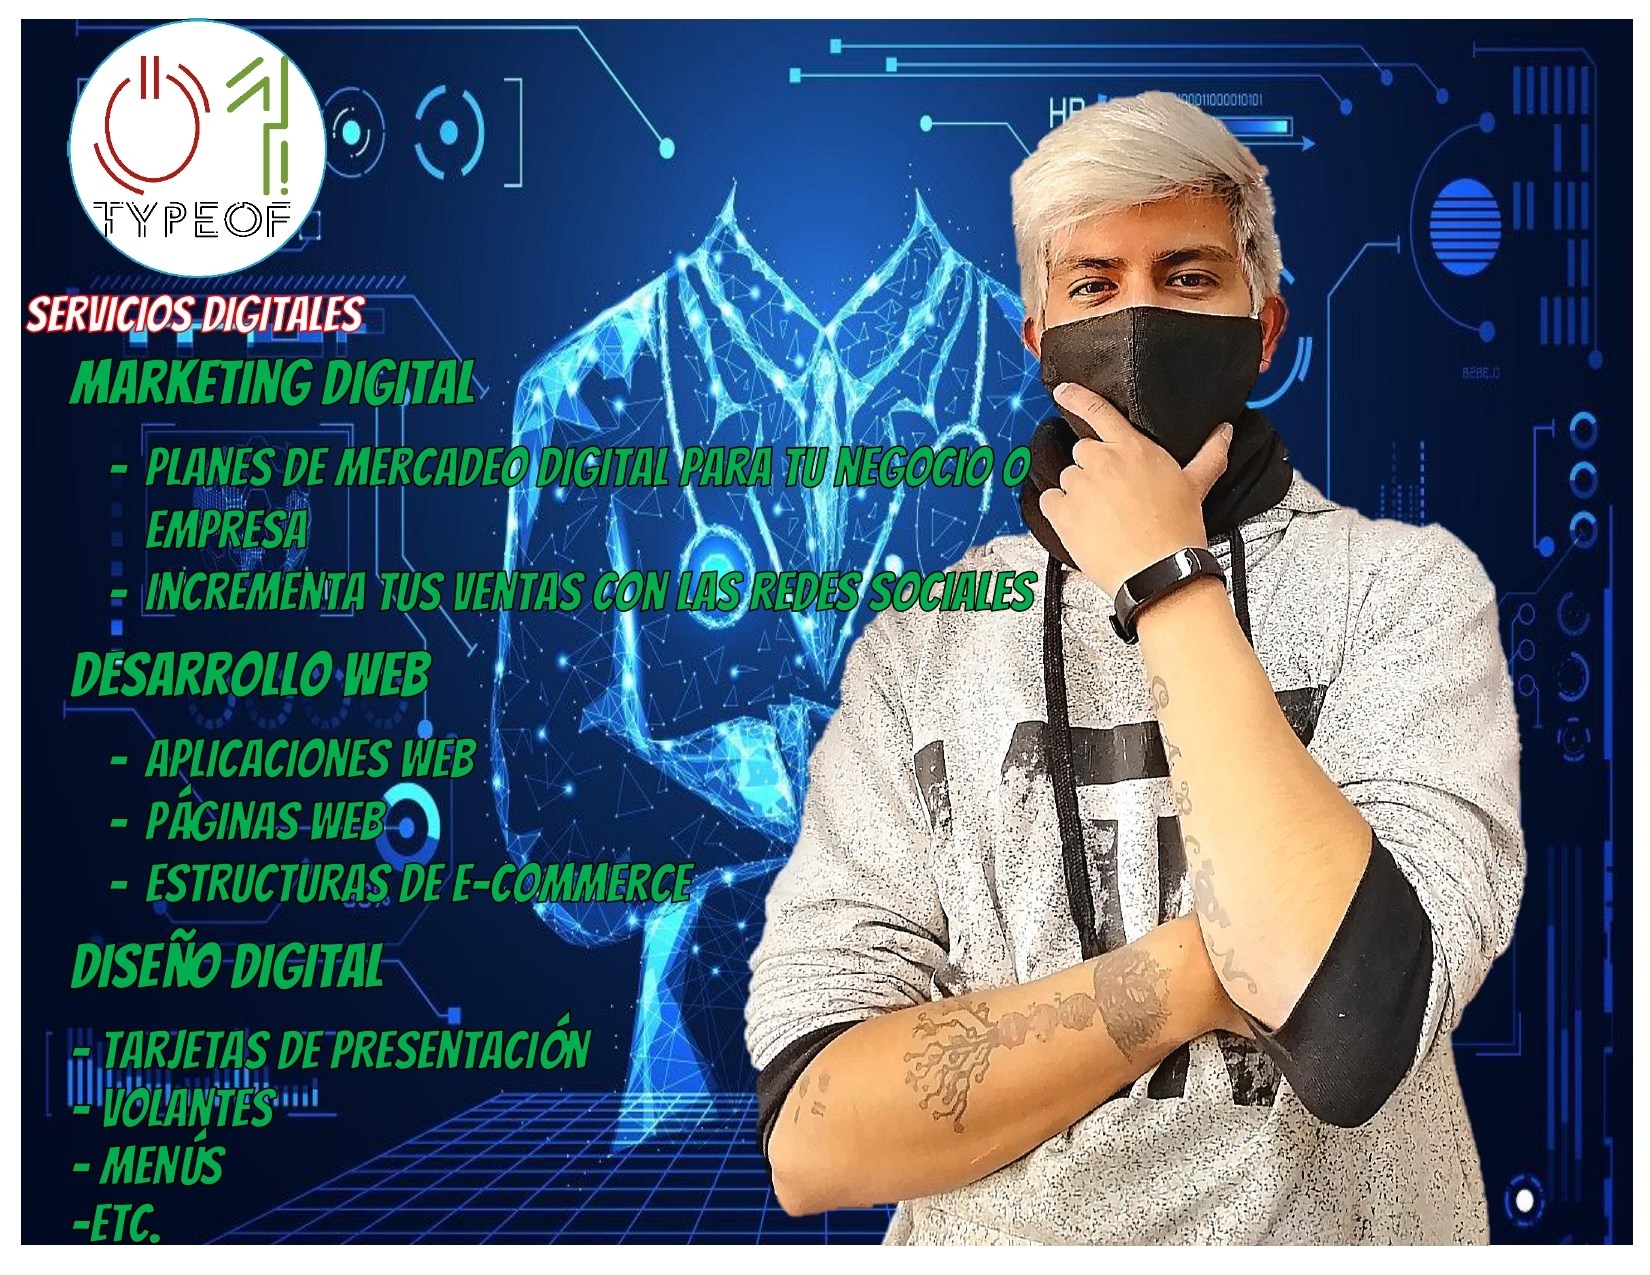 01
TYPEOF
SERVICIOS DIGITALES
MARKETING DIGITAL
- PLANES DE MERCADEO DIGITAL PARA TU NEGOCIO O
EMPRESA
- INCREMENTA TUS VENTAS CON LAS REDES SOCIALES
DESARROLLO WEB
- APLICACIONES WEB
- PÁGINAS WEB
- ESTRUCTURAS DE E-COMMERCE
DISEÑO DIGITAL
- TARJETAS DE PRESENTACIÓN
- VOLANTES
- MENÚS
-ETC.